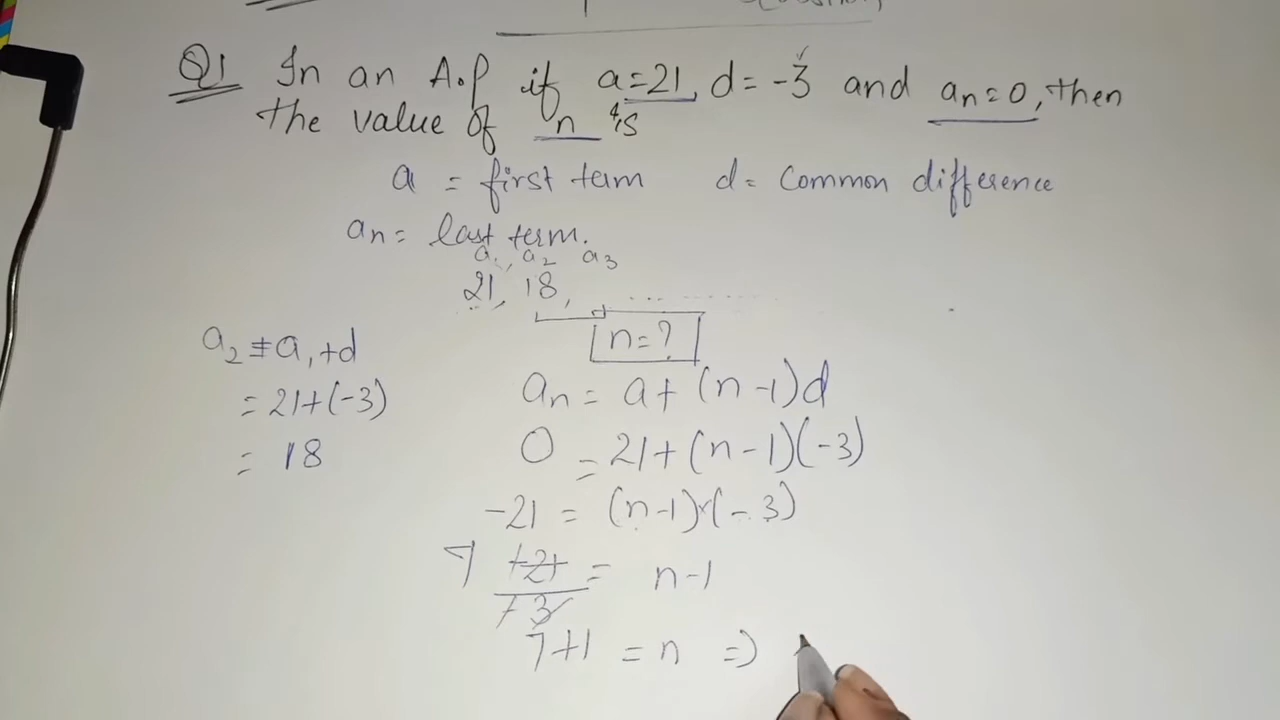 Q1 In an A.P if a=21, d=-3 and an=0, then
the value of n is
a = first term d= Common difference
an= last term.
a1, a2 a3
21, 18, ........
n=?
a2 = a1+d
= 21+(-3)
= 18
an = a+(n-1)d
0 = 21+(n-1)(-3)
-21 = (n-1)×(-3)
7 +21/+3 = n-1
7+1 = n ⇒